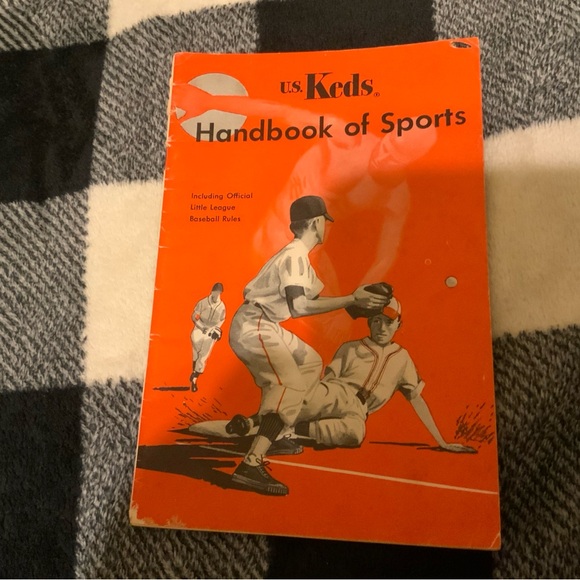 U.S. Keds®
Handbook of Sports
Including Official
Little League
Baseball Rules